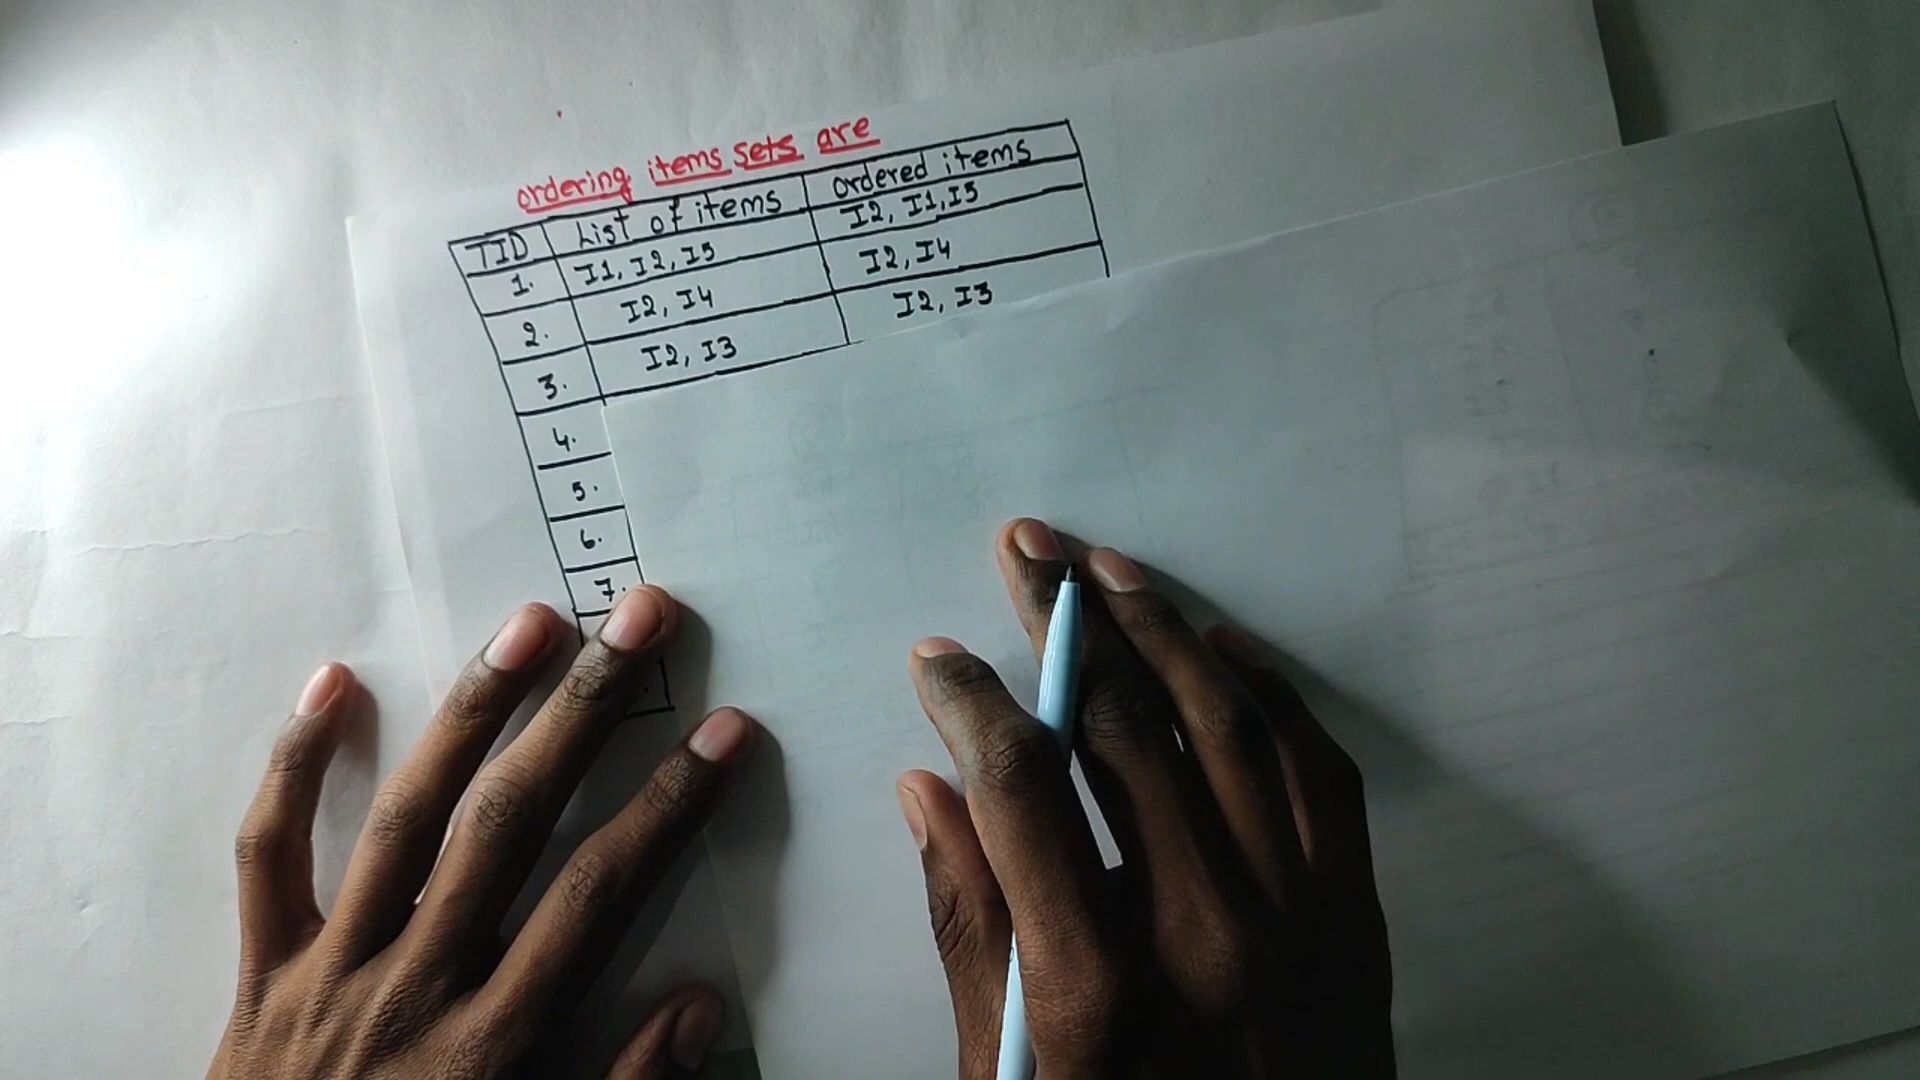 ordering items sets are
TID List of items ordered items
1. I1, I2, I5 I2, I1, I5
2. I2, I4 I2, I4
3. I2, I3 I2, I3
4.
5.
6.
7.